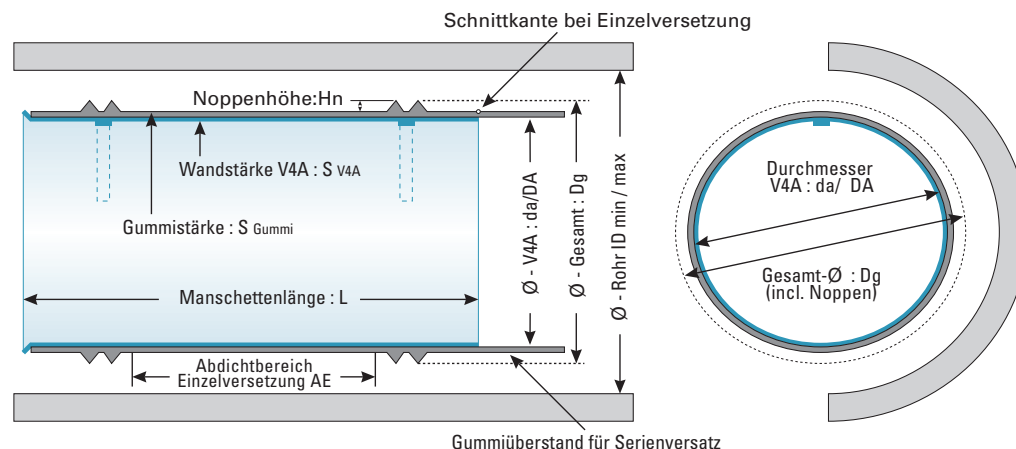 Schnittkante bei Einzelversetzung
Noppenhöhe:Hn
Wandstärke V4A : S V4A
Gummistärke : S Gummi
Manschettenlänge : L
Abdichtbereich
Einzelversetzung AE
Gummiüberstand für Serienversatz
Ø - V4A : da/DA
Ø - Gesamt : Dg
Ø - Rohr ID min / max
Durchmesser
V4A : da/ DA
Gesamt-Ø : Dg
(incl. Noppen)